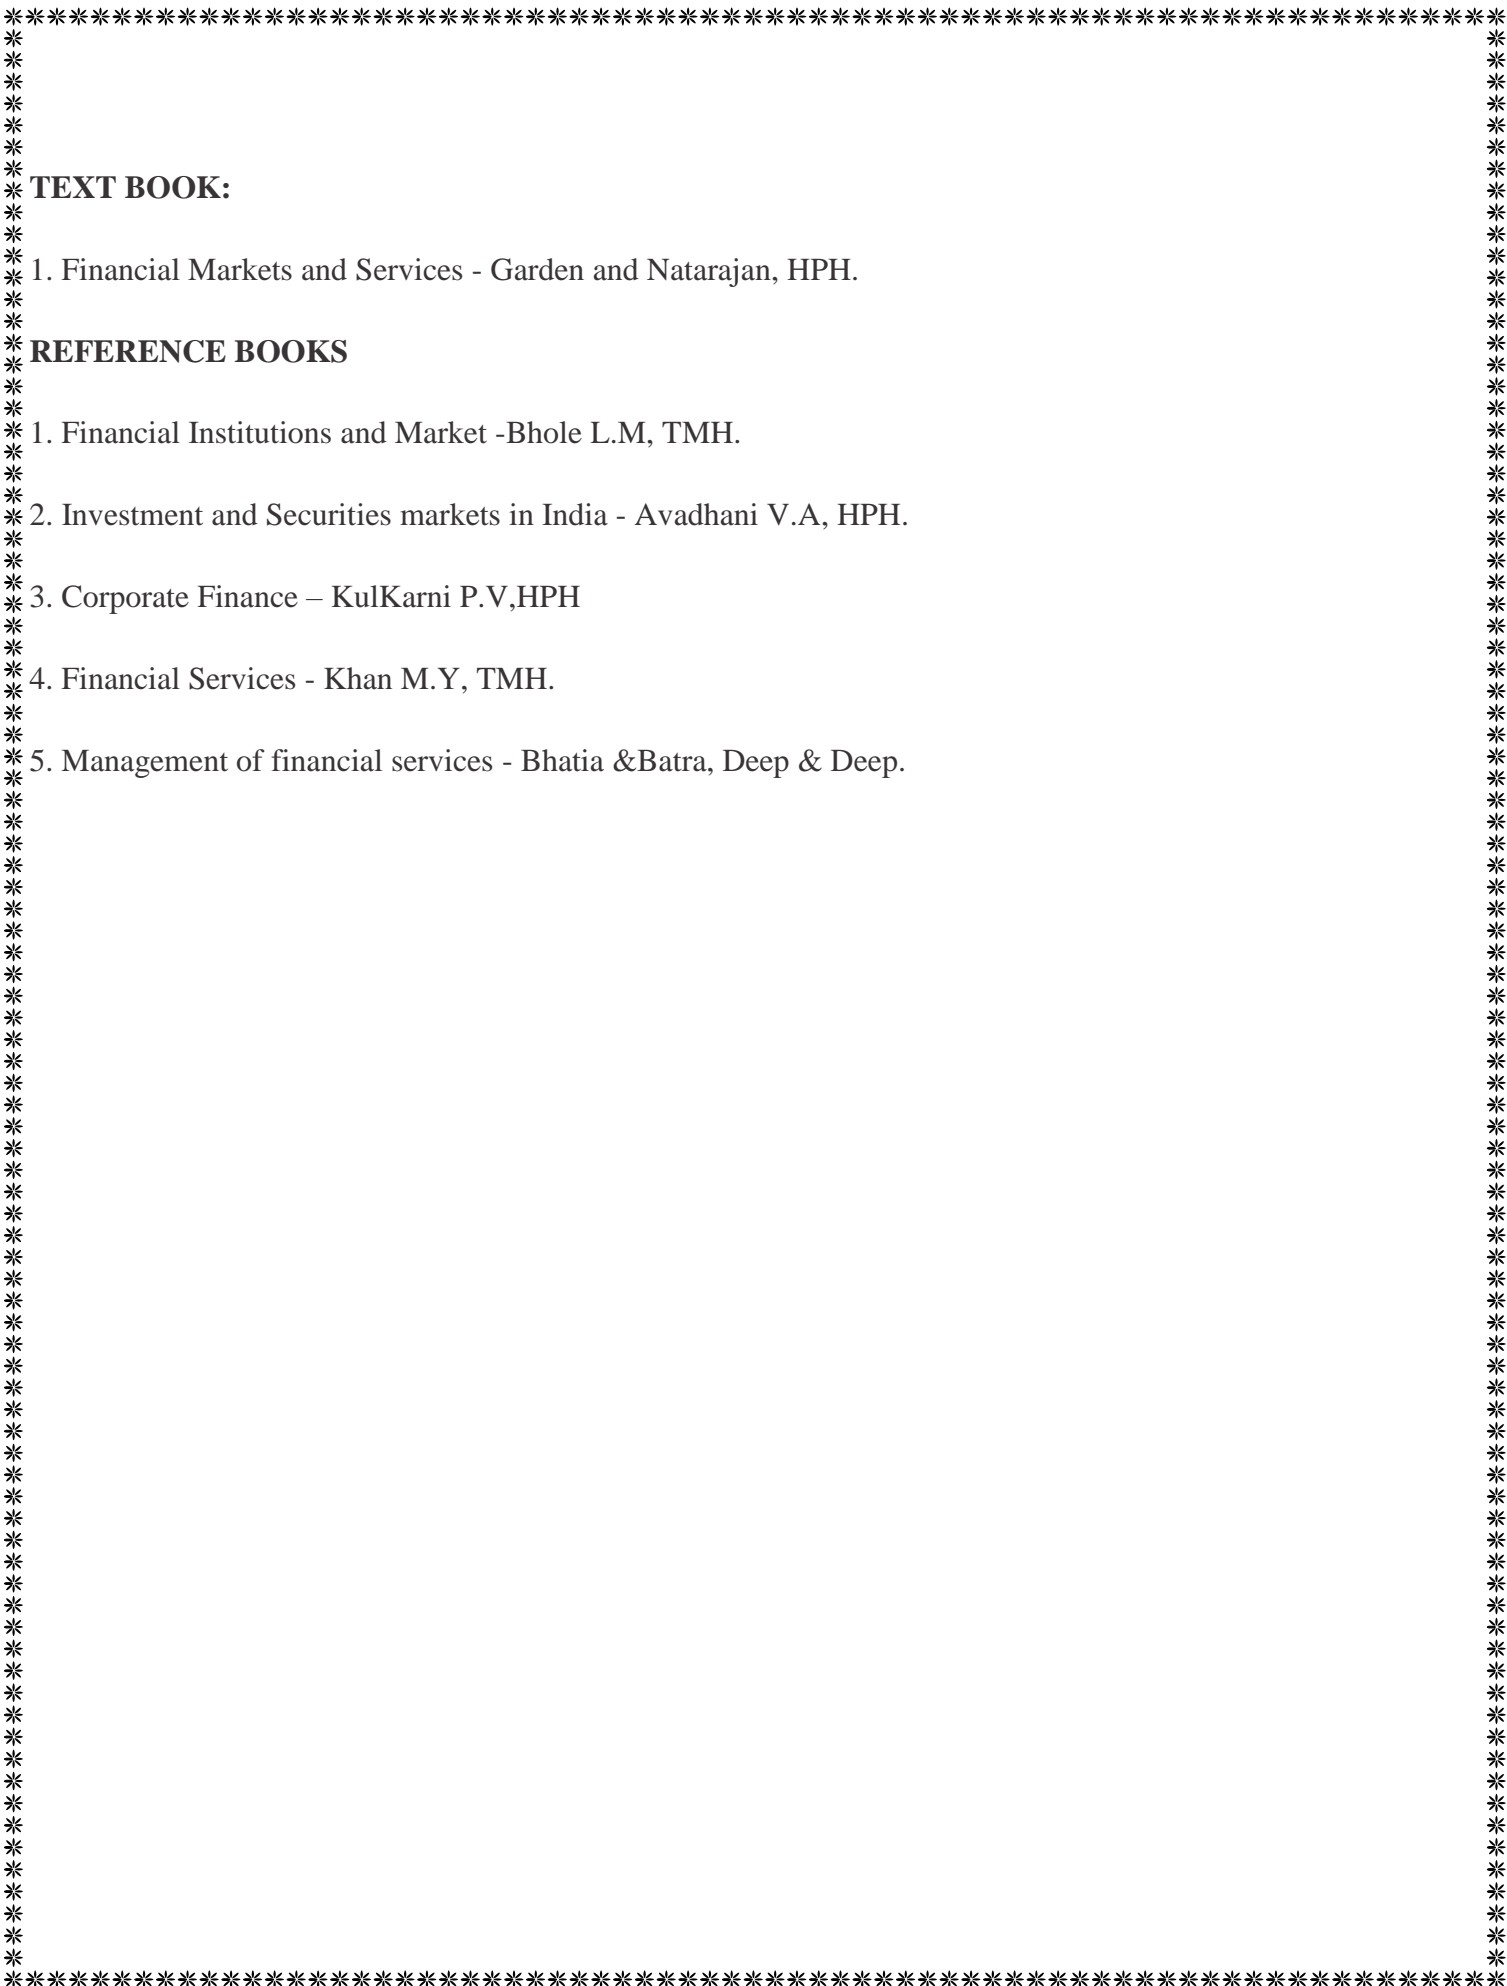 TEXT BOOK:
1. Financial Markets and Services - Garden and Natarajan, HPH.
REFERENCE BOOKS
1. Financial Institutions and Market -Bhole L.M, TMH.
2. Investment and Securities markets in India - Avadhani V.A, HPH.
3. Corporate Finance – KulKarni P.V,HPH
4. Financial Services - Khan M.Y, TMH.
5. Management of financial services - Bhatia &Batra, Deep & Deep.